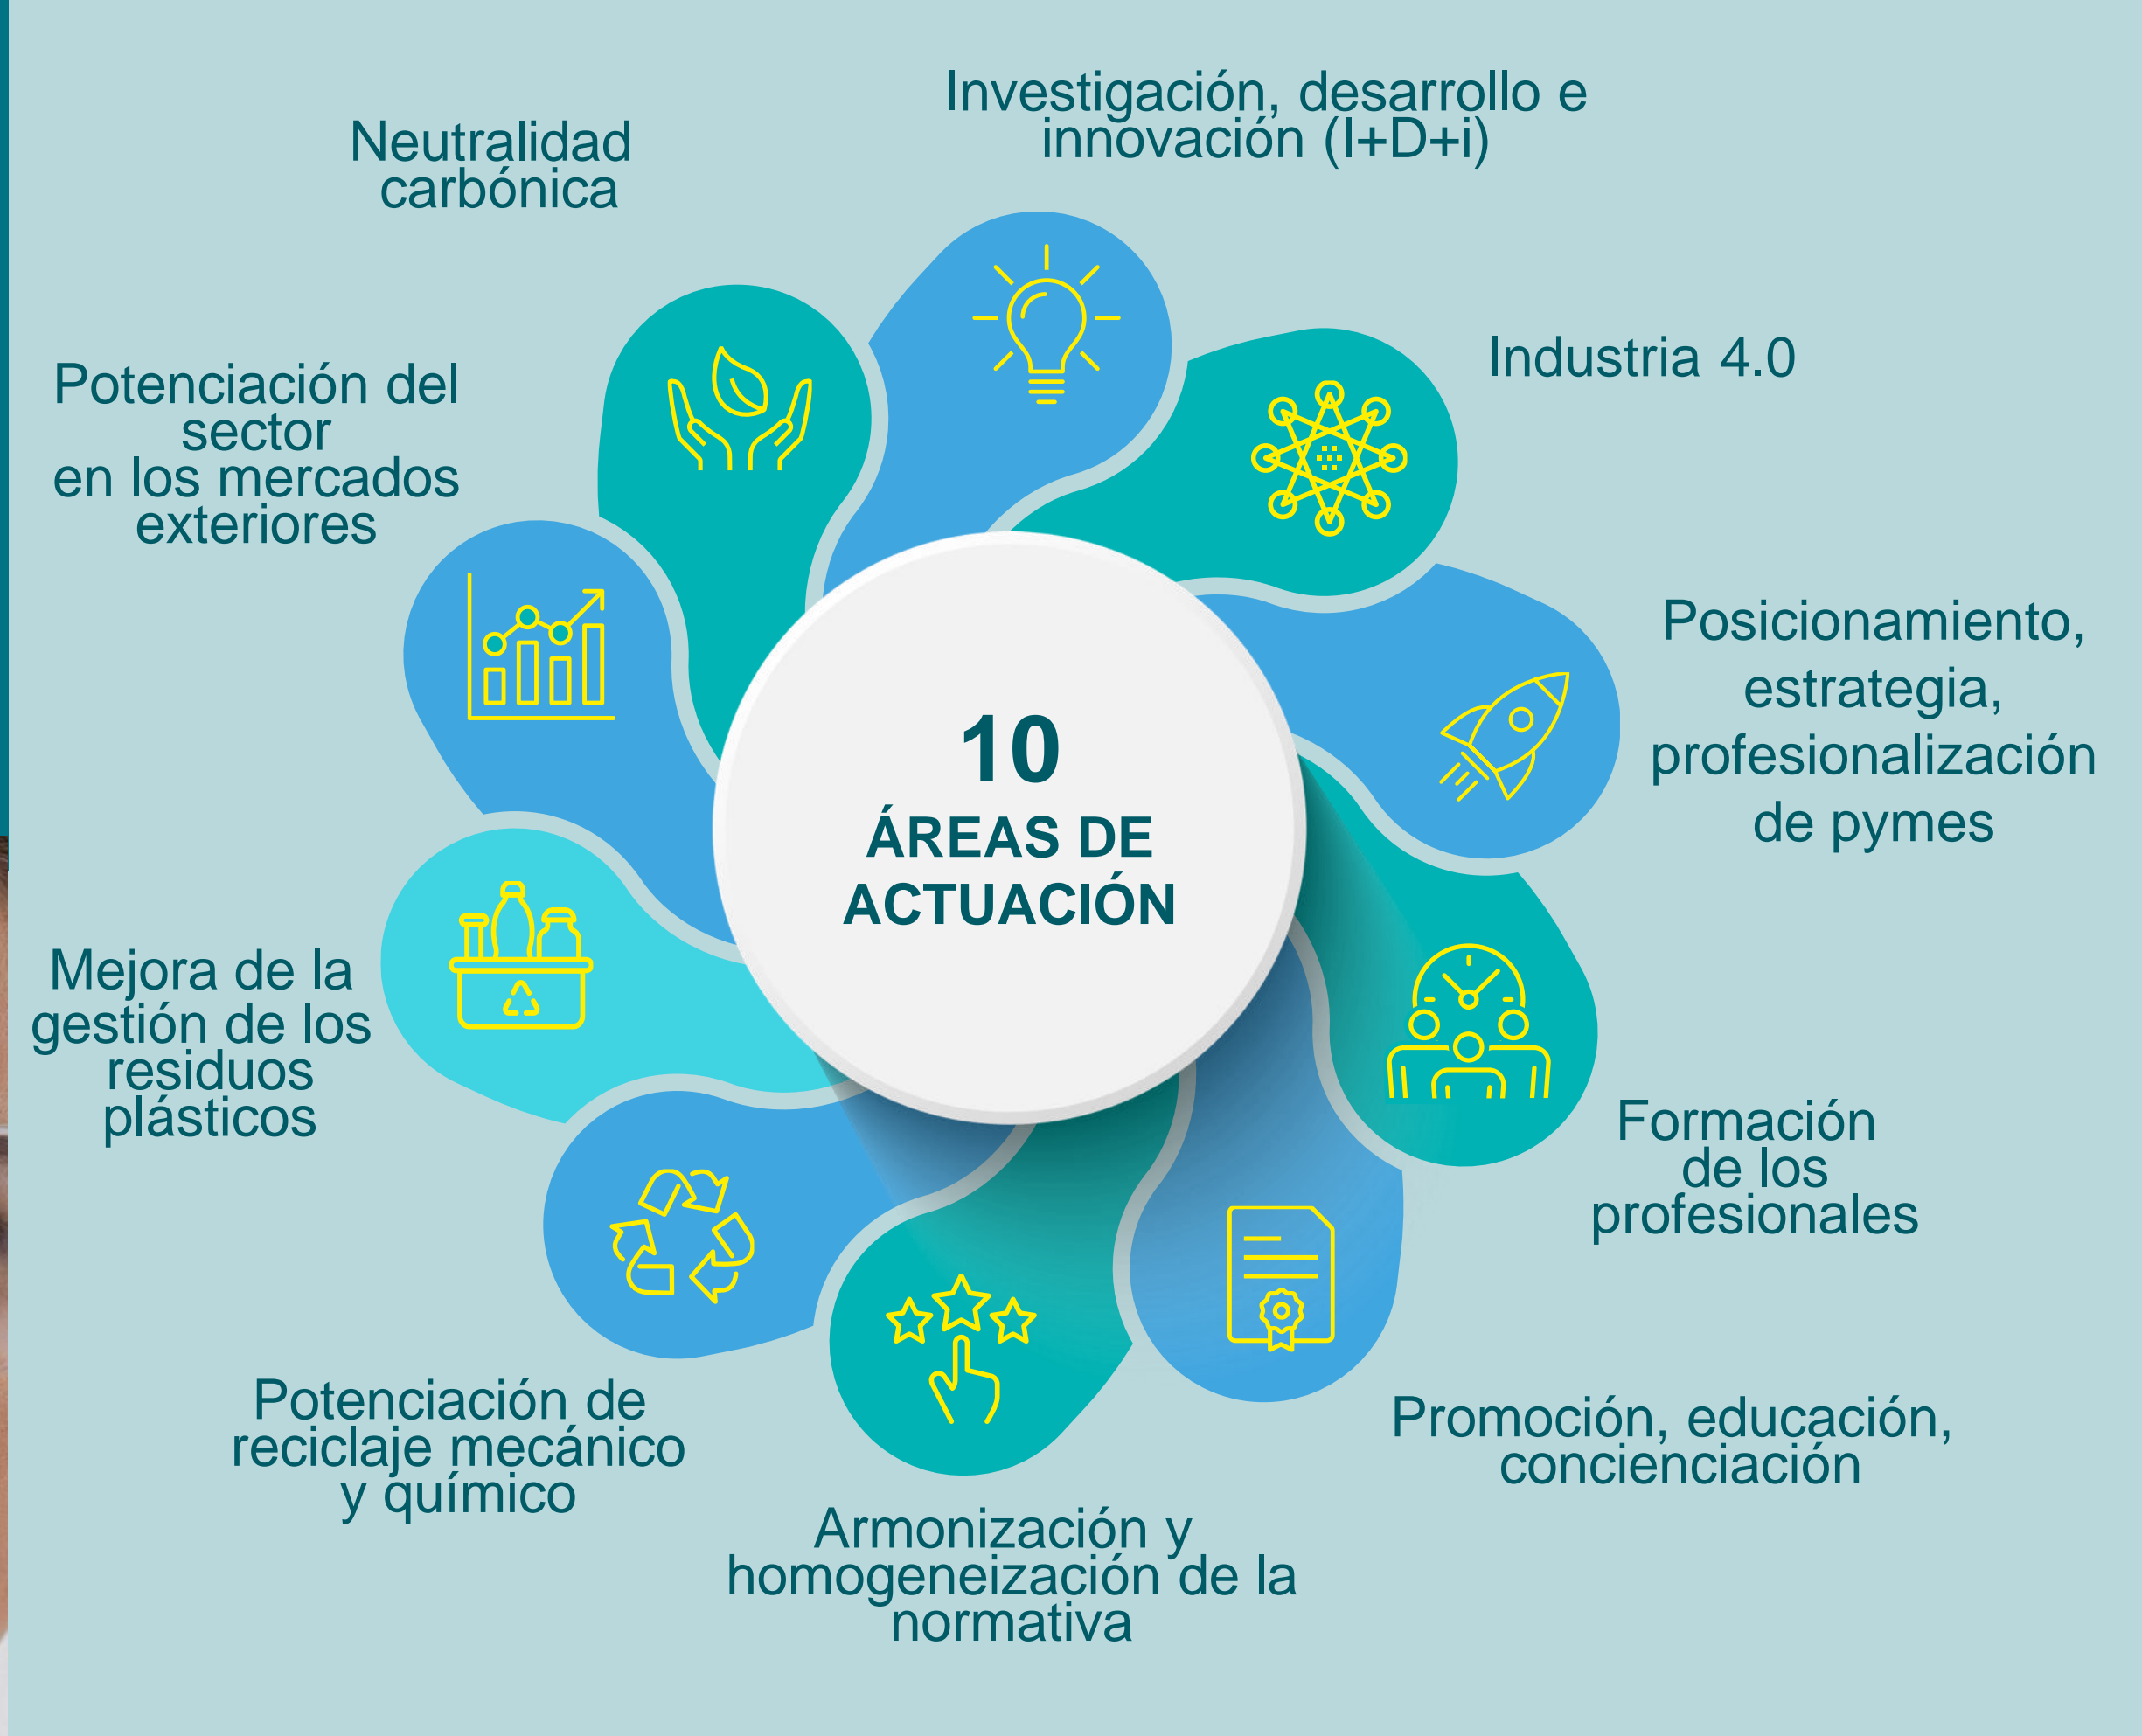 Investigación, desarrollo e
innovación (I+D+i)
Neutralidad
carbónica
Industria 4.0
Potenciación del
sector
en los mercados
exteriores
Posicionamiento,
estrategia,
profesionalización
de pymes
10
ÁREAS DE
ACTUACIÓN
Mejora de la
gestión de los
residuos
plásticos
Formación
de los
profesionales
Potenciación de
reciclaje mecánico
y químico
Promoción, educación,
concienciación
Armonización y
homogeneización de la
normativa